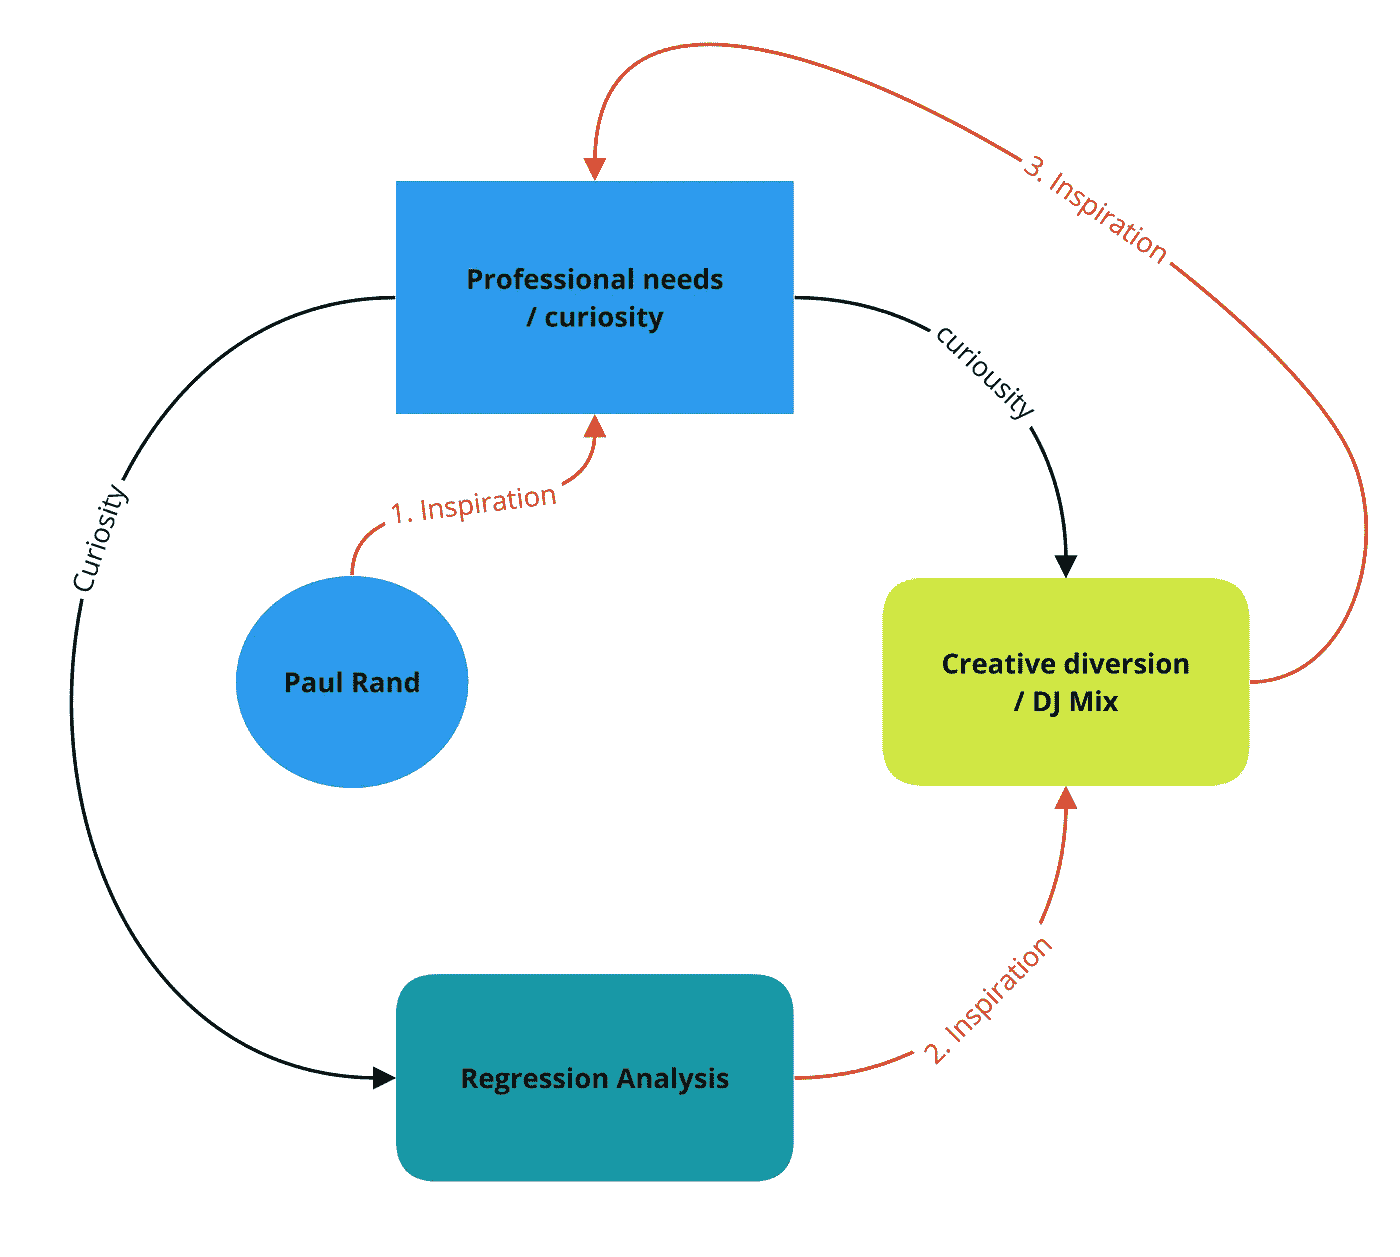 3. Inspiration
Professional needs
/ curiosity
curiousity
Curiosity
1. Inspiration
Paul Rand
Creative diversion
/ DJ Mix
2. Inspiration
Regression Analysis